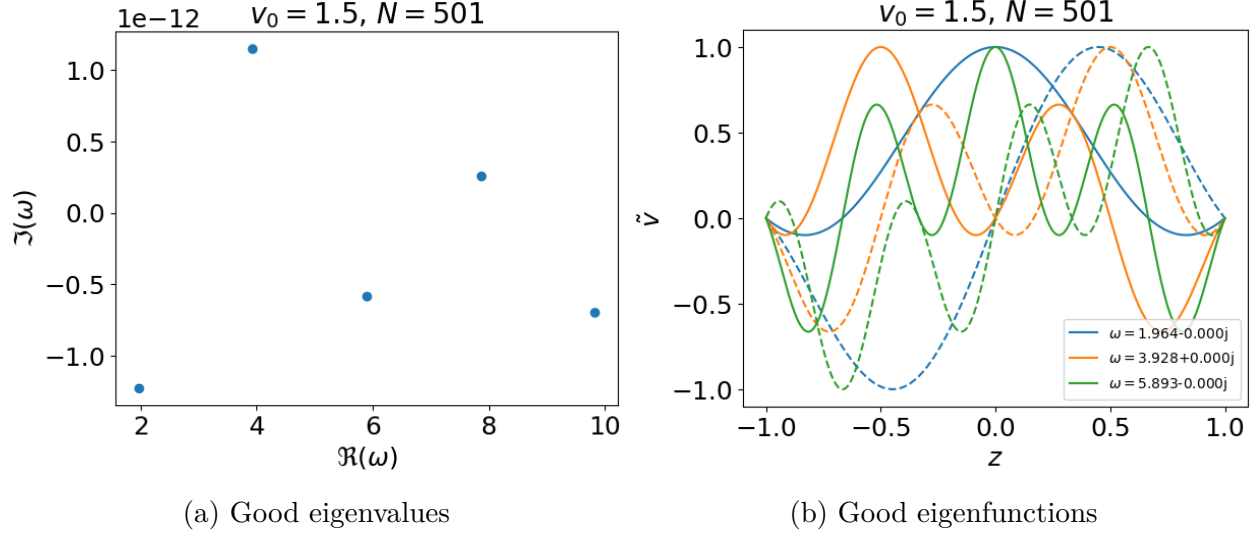 1e−12
v₀ = 1.5, N = 501
1.0
0.5
0.0
−0.5
−1.0
ℑ(ω)
2
4
6
8
10
ℜ(ω)
(a) Good eigenvalues
v₀ = 1.5, N = 501
1.0
0.5
0.0
−0.5
−1.0
ṽ
ω = 1.964-0.000j
ω = 3.928+0.000j
ω = 5.893-0.000j
−1.0
−0.5
0.0
0.5
1.0
z
(b) Good eigenfunctions